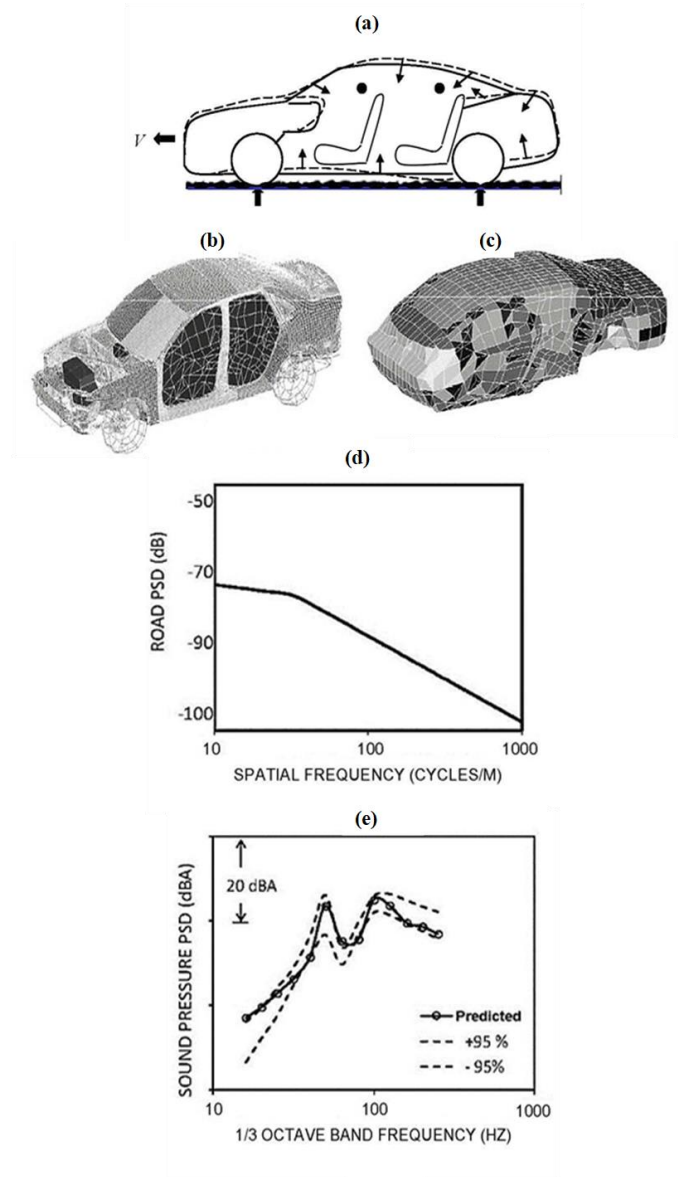 (a)
V
(b)
(c)
(d)
ROAD PSD (dB)
-50
-70
-90
-100
10
100
1000
SPATIAL FREQUENCY (CYCLES/M)
(e)
SOUND PRESSURE PSD (dBA)
20 dBA
Predicted
+95 %
- 95%
10
100
1000
1/3 OCTAVE BAND FREQUENCY (HZ)